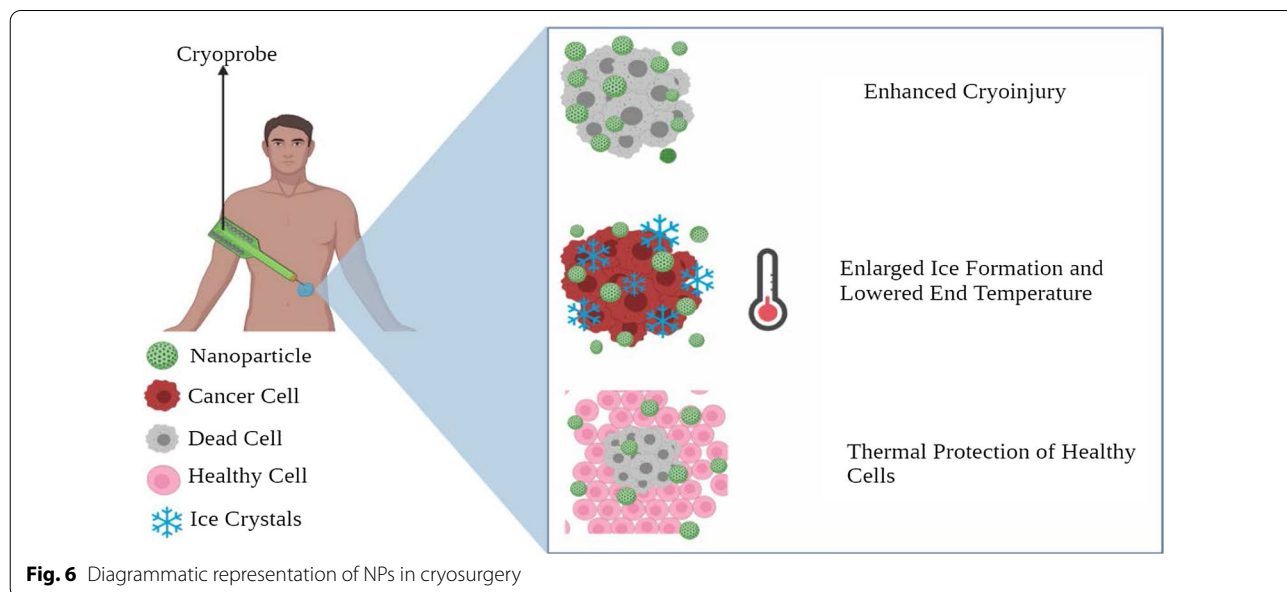 Cryoprobe
Nanoparticle
Cancer Cell
Dead Cell
Healthy Cell
Ice Crystals
Enhanced Cryoinjury
Enlarged Ice Formation and
Lowered End Temperature
Thermal Protection of Healthy
Cells
Fig. 6 Diagrammatic representation of NPs in cryosurgery